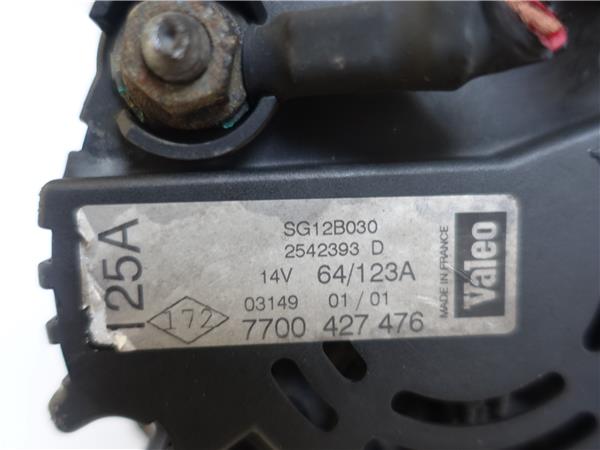 125A
SG12B030
2542393 D
14V 64/123A
03149 01/01
172
7700 427 476
MADE IN FRANCE
Valeo